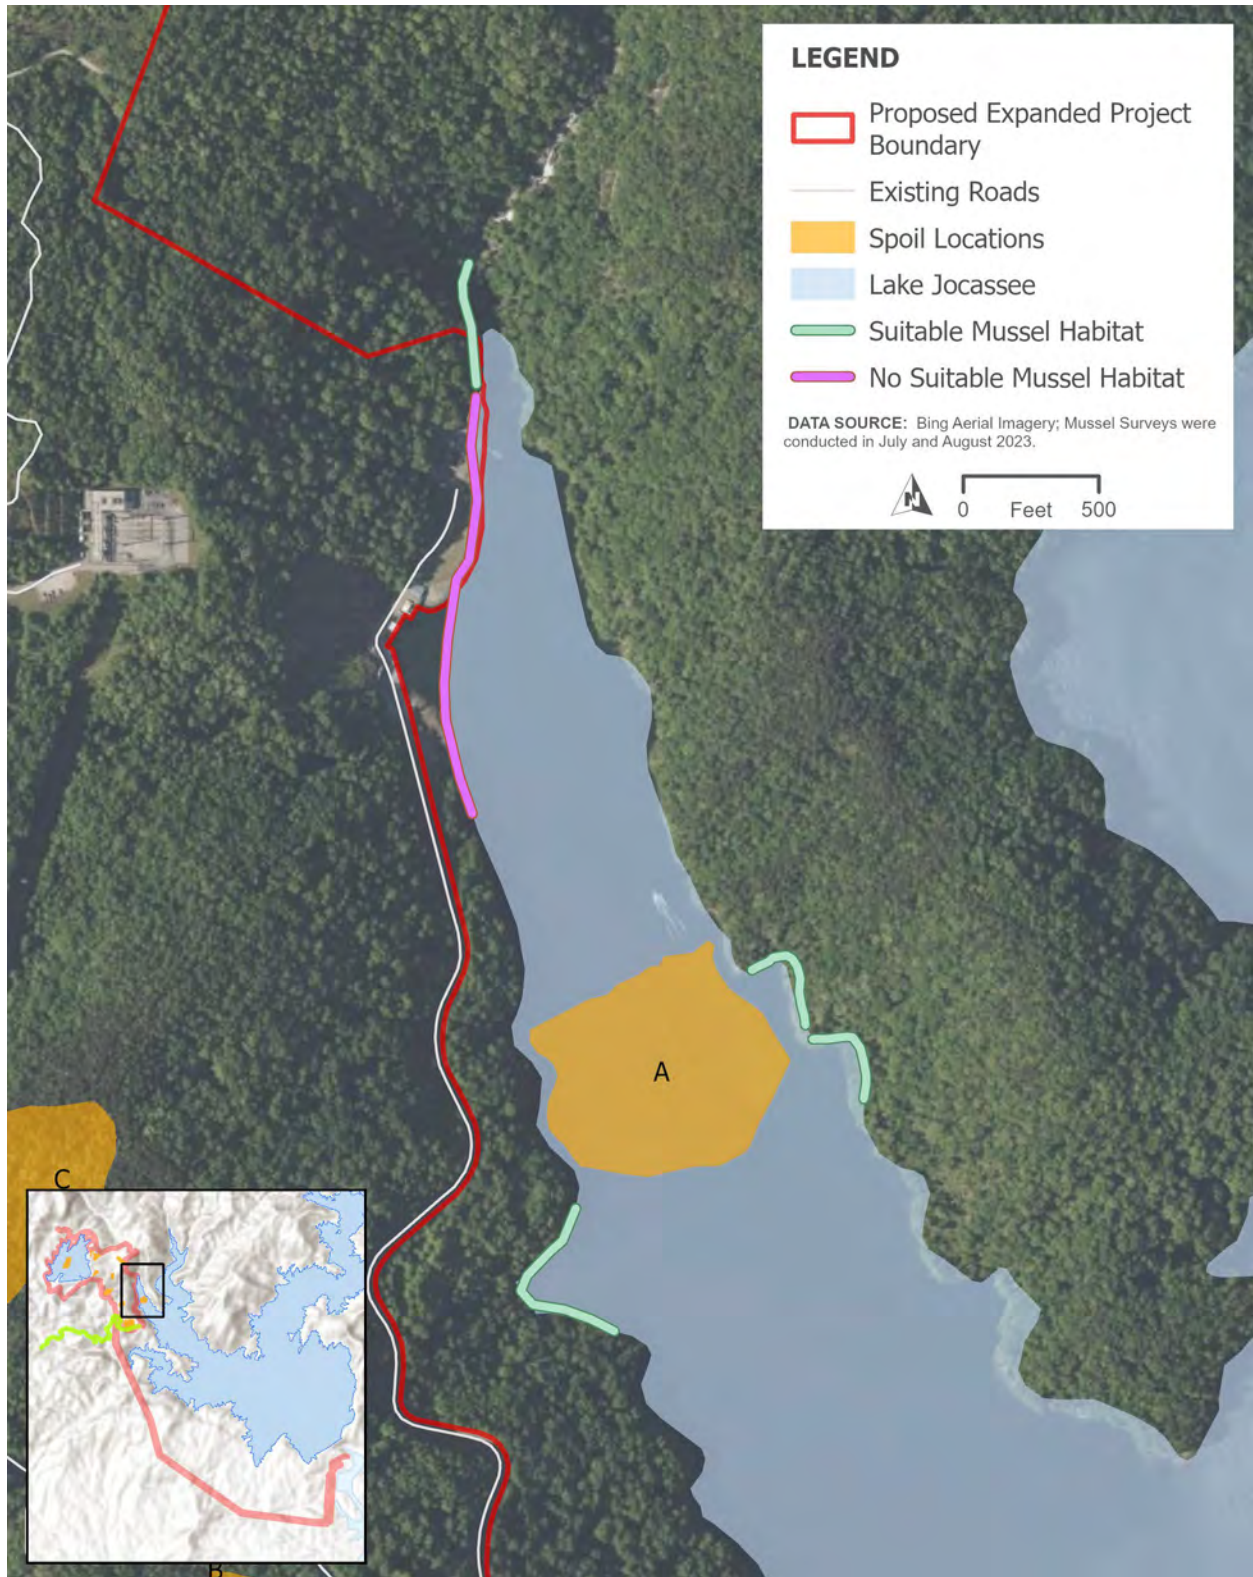 LEGEND
Proposed Expanded Project
Boundary
Existing Roads
Spoil Locations
Lake Jocassee
Suitable Mussel Habitat
No Suitable Mussel Habitat
DATA SOURCE: Bing Aerial Imagery; Mussel Surveys were
conducted in July and August 2023.
N
0 Feet 500
A
C
B